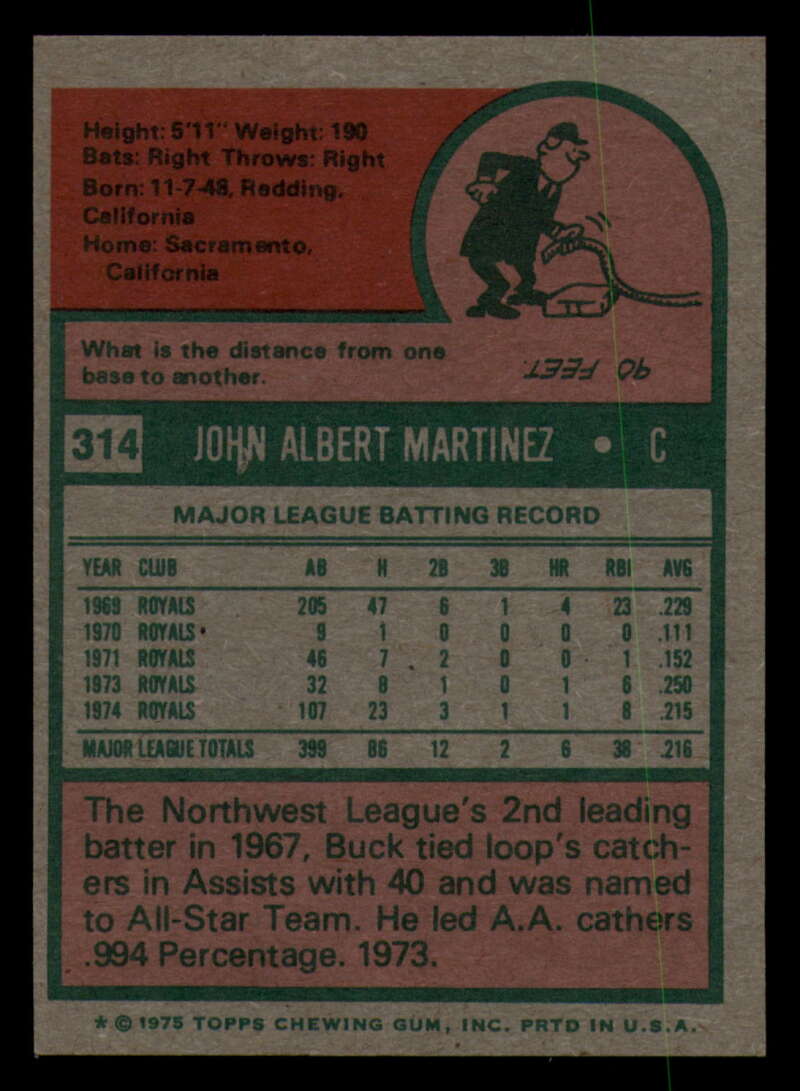 Height: 5'11" Weight: 190
Bats: Right Throws: Right
Born: 11-7-48, Redding,
California
Home: Sacramento,
California
What is the distance from one
base to another.
90 FEET.
314 JOHN ALBERT MARTINEZ • C
MAJOR LEAGUE BATTING RECORD
YEAR CLUB AB H 2B 3B HR RBI AVG
1969 ROYALS 205 47 6 1 4 23 .229
1970 ROYALS 9 1 0 0 0 0 .111
1971 ROYALS 46 7 2 0 0 1 .152
1973 ROYALS 32 8 1 0 1 6 .250
1974 ROYALS 107 23 3 1 1 8 .215
MAJOR LEAGUE TOTALS 399 86 12 2 6 38 .216
The Northwest League's 2nd leading
batter in 1967, Buck tied loop's catch-
ers in Assists with 40 and was named
to All-Star Team. He led A.A. cathers
.994 Percentage. 1973.
* © 1975 TOPPS CHEWING GUM, INC. PRTD IN U.S.A.